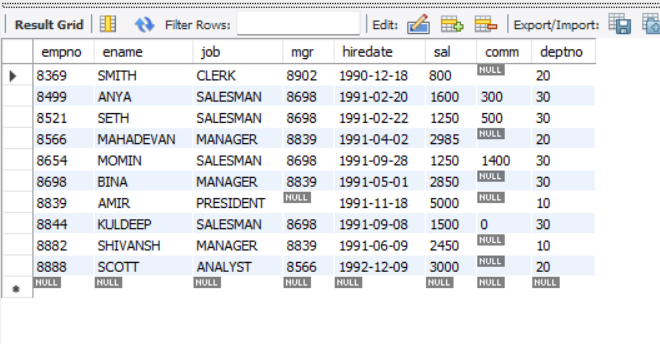 Result Grid Filter Rows: Edit: Export/Import:
empno ename job mgr hiredate sal comm deptno
8369 SMITH CLERK 8902 1990-12-18 800 NULL 20
8499 ANYA SALESMAN 8698 1991-02-20 1600 300 30
8521 SETH SALESMAN 8698 1991-02-22 1250 500 30
8566 MAHADEVAN MANAGER 8839 1991-04-02 2985 NULL 20
8654 MOMIN SALESMAN 8698 1991-09-28 1250 1400 30
8698 BINA MANAGER 8839 1991-05-01 2850 NULL 30
8839 AMIR PRESIDENT NULL 1991-11-18 5000 NULL 10
8844 KULDEEP SALESMAN 8698 1991-09-08 1500 0 30
8882 SHIVANSH MANAGER 8839 1991-06-09 2450 NULL 10
8888 SCOTT ANALYST 8566 1992-12-09 3000 NULL 20
NULL NULL NULL NULL NULL NULL NULL NULL